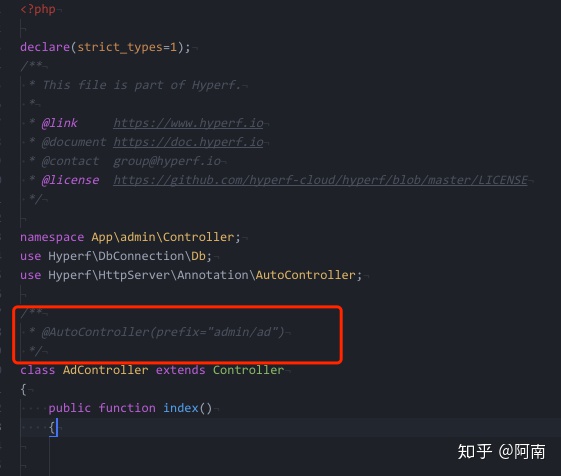 <?php
declare(strict_types=1);
/**
* This file is part of Hyperf.
*
* @link https://www.hyperf.io
* @document https://doc.hyperf.io
* @contact group@hyperf.io
* @license https://github.com/hyperf-cloud/hyperf/blob/master/LICENSE
*/
namespace App\admin\Controller;
use Hyperf\DbConnection\Db;
use Hyperf\HttpServer\Annotation\AutoController;
/**
* @AutoController(prefix="admin/ad")
*/
class AdController extends Controller
{
public function index()
{
知乎 @阿南